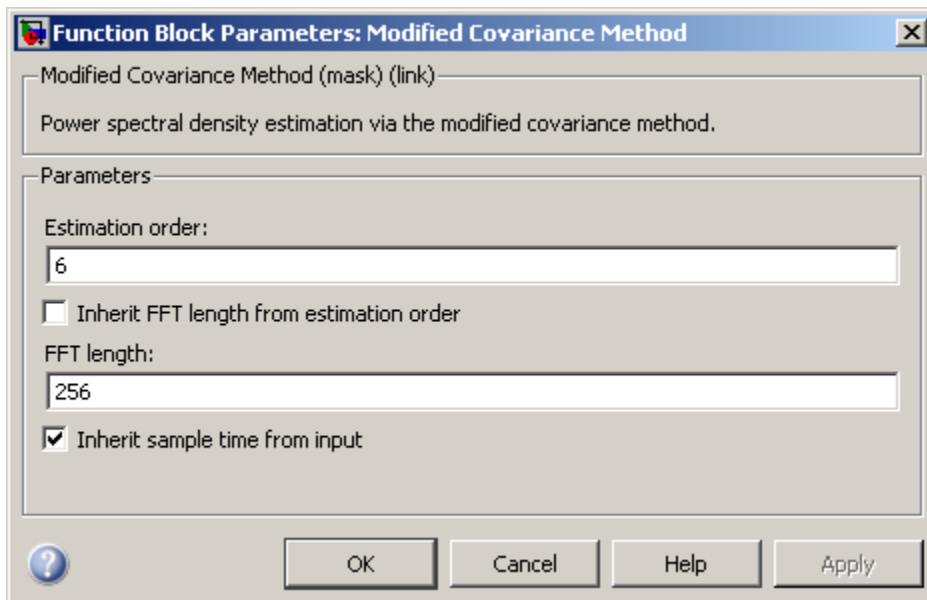 Function Block Parameters: Modified Covariance Method
Modified Covariance Method (mask) (link)
Power spectral density estimation via the modified covariance method.
Parameters
Estimation order:
6
Inherit FFT length from estimation order
FFT length:
256
Inherit sample time from input
OK Cancel Help Apply